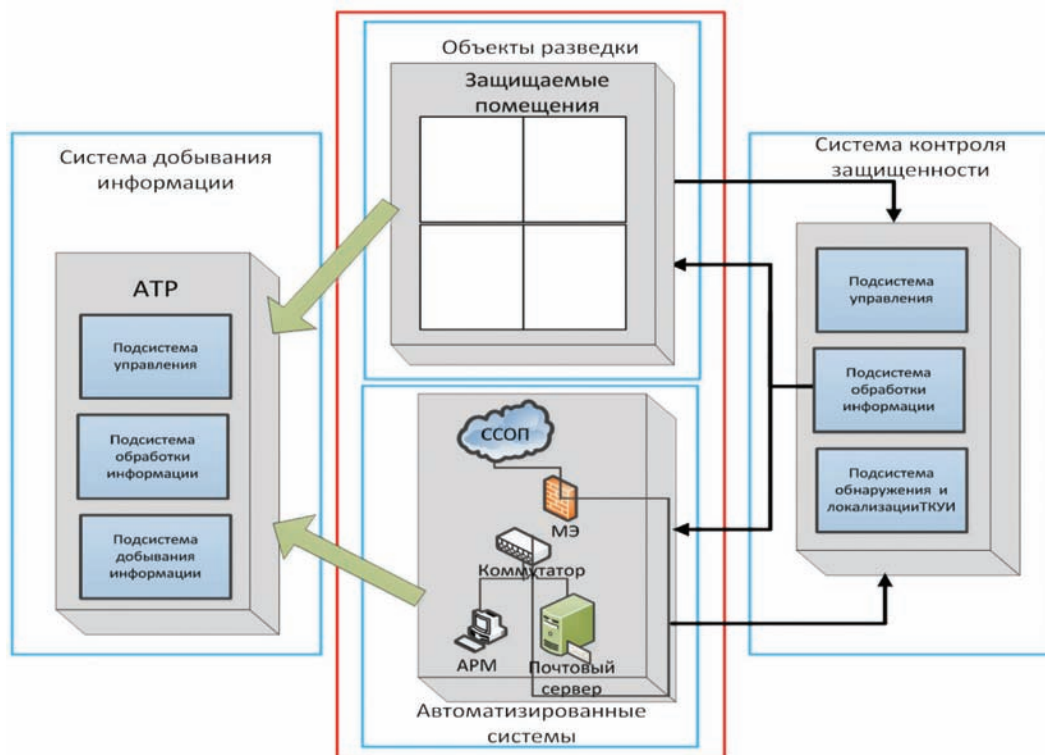 Объекты разведки
Защищаемые
помещения
Система добывания
информации
АТР
Подсистема
управления
Подсистема
обработки
информации
Подсистема
добывания
информации
Система контроля
защищенности
Подсистема
управления
Подсистема
обработки
информации
Подсистема
обнаружения и
локализацииТКУИ
ССОП
МЭ
Коммутатор
АРМ
Почтовый
сервер
Автоматизированные
системы